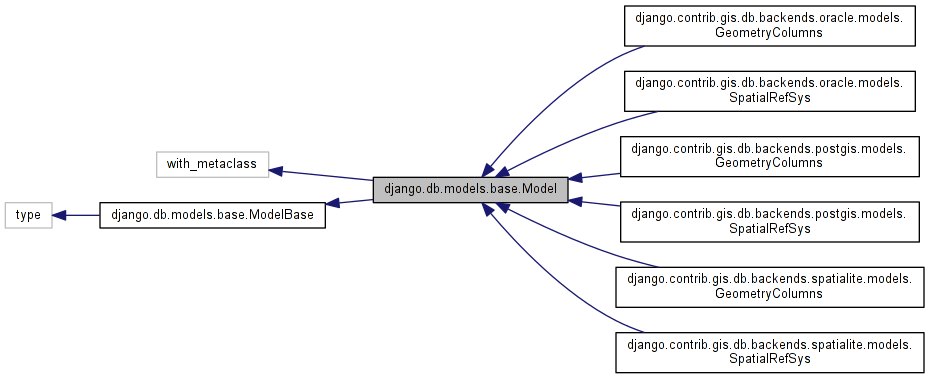 django.contrib.gis.db.backends.oracle.models.
GeometryColumns
django.contrib.gis.db.backends.oracle.models.
SpatialRefSys
django.contrib.gis.db.backends.postgis.models.
GeometryColumns
with_metaclass
django.db.models.base.Model
type
django.db.models.base.ModelBase
django.contrib.gis.db.backends.postgis.models.
SpatialRefSys
django.contrib.gis.db.backends.spatialite.models.
GeometryColumns
django.contrib.gis.db.backends.spatialite.models.
SpatialRefSys